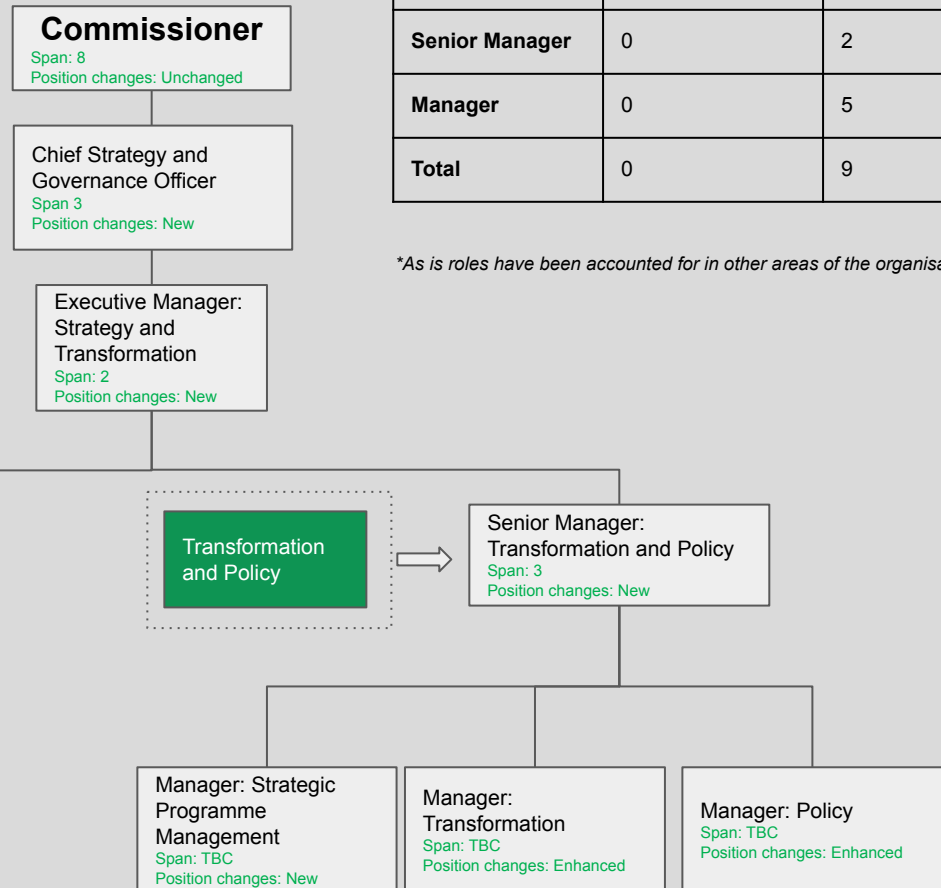 Commissioner
Span: 8
Position changes: Unchanged
Senior Manager 0 2
Manager 0 5
Total 0 9
Chief Strategy and
Governance Officer
Span 3
Position changes: New
*As is roles have been accounted for in other areas of the
Executive Manager:
Strategy and
Transformation
Span: 2
Position changes: New
Transformation
and Policy
Senior Manager:
Transformation and Policy
Span: 3
Position changes: New
Manager: Strategic
Programme
Management
Span: TBC
Position changes: New
Manager:
Transformation
Span: TBC
Position changes: Enhanced
Manager: Policy
Span: TBC
Position changes: Enhanced